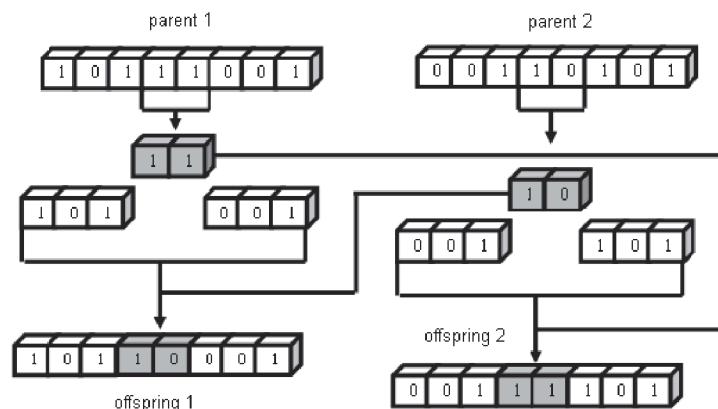 parent 1
parent 2
1 0 1 1 1 0 0 1
0 0 1 1 0 1 0 1
1 1
1 0
1 0 1
0 0 1
0 0 1
1 0 1
offspring 2
1 0 1 1 0 0 0 1
0 0 1 1 1 1 0 1
offspring 1